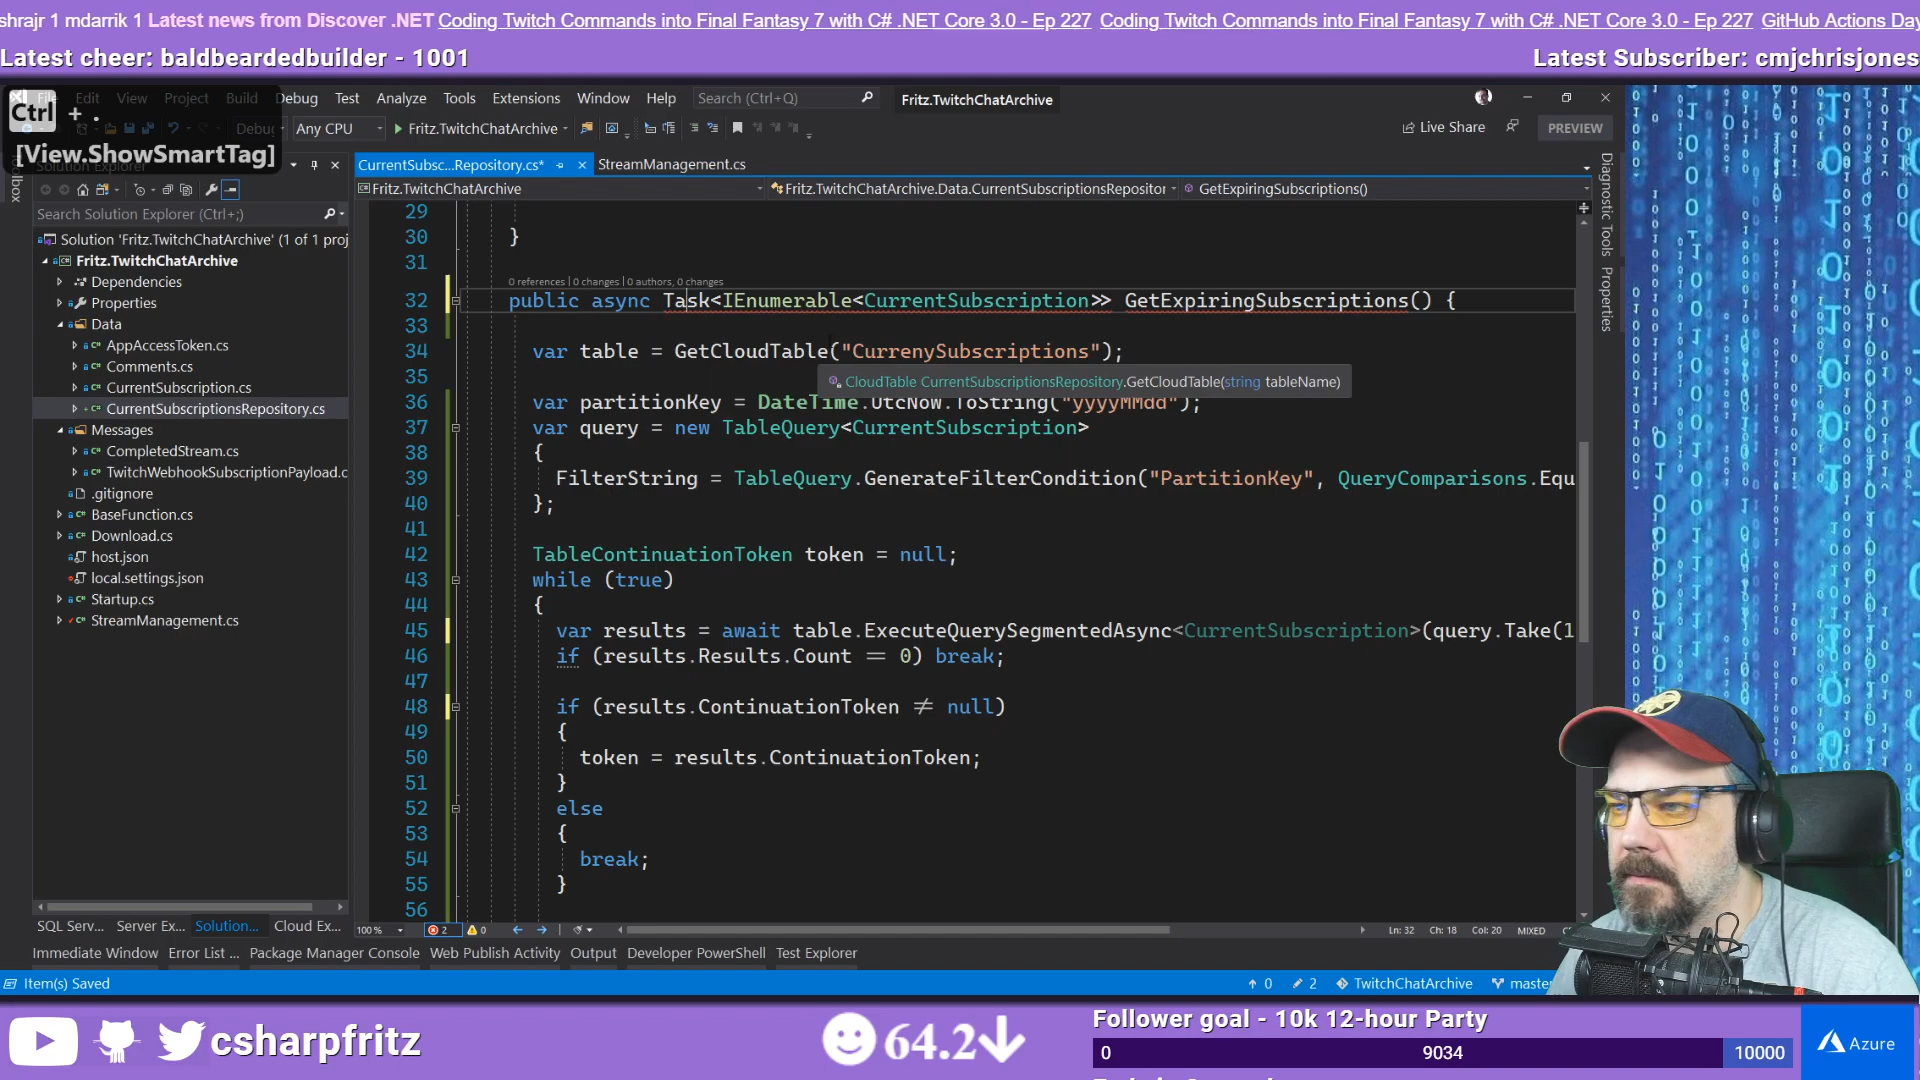 shrajr 1 mdarrik 1 Latest news from Discover .NET Coding Twitch Commands into Final Fantasy 7 with C# .NET Core 3.0 - Ep 227 Coding Twitch Commands into Final Fantasy 7 with C# .NET Core 3.0 - Ep 227 GitHub Actions Day
Latest cheer: baldbeardedbuilder - 1001
Latest Subscriber: cmjchrisjones
File Edit View Project Build Debug Test Analyze Tools Extensions Window Help Search (Ctrl+Q) Fritz.TwitchChatArchive
Ctrl + .
Debug Any CPU Fritz.TwitchChatArchive Live Share PREVIEW
[View.ShowSmartTag]
Solution Explorer
CurrentSubsc...Repository.cs* StreamManagement.cs
Fritz.TwitchChatArchive Fritz.TwitchChatArchive.Data.CurrentSubscriptionsRepositor GetExpiringSubscriptions()
Toolbox
Diagnostic Tools
Properties
Search Solution Explorer (Ctrl+;)
Solution 'Fritz.TwitchChatArchive' (1 of 1 proj
Fritz.TwitchChatArchive
Dependencies
Properties
Data
AppAccessToken.cs
Comments.cs
CurrentSubscription.cs
CurrentSubscriptionsRepository.cs
Messages
CompletedStream.cs
TwitchWebhookSubscriptionPayload.c
.gitignore
BaseFunction.cs
Download.cs
host.json
local.settings.json
Startup.cs
StreamManagement.cs
29
30 }
31
0 references | 0 changes | 0 authors, 0 changes
32 public async Task<IEnumerable<CurrentSubscription>> GetExpiringSubscriptions() {
33
34 var table = GetCloudTable("CurrenySubscriptions");
35
CloudTable CurrentSubscriptionsRepository.GetCloudTable(string tableName)
36 var partitionKey = DateTime.UtcNow.ToString("yyyyMMdd");
37 var query = new TableQuery<CurrentSubscription>
38 {
39 FilterString = TableQuery.GenerateFilterCondition("PartitionKey", QueryComparisons.Equ
40 };
41
42 TableContinuationToken token = null;
43 while (true)
44 {
45 var results = await table.ExecuteQuerySegmentedAsync<CurrentSubscription>(query.Take(1
46 if (results.Results.Count == 0) break;
47
48 if (results.ContinuationToken ≠ null)
49 {
50 token = results.ContinuationToken;
51 }
52 else
53 {
54 break;
55 }
56
SQL Serv... Server Ex... Solution... Cloud Ex... 100 % 2 0 Ln: 32 Ch: 18 Col: 20 MIXED
Immediate Window Error List ... Package Manager Console Web Publish Activity Output Developer PowerShell Test Explorer
Item(s) Saved 0 2 TwitchChatArchive master
csharpfritz
64.2
Follower goal - 10k 12-hour Party
0 9034 10000
Azure